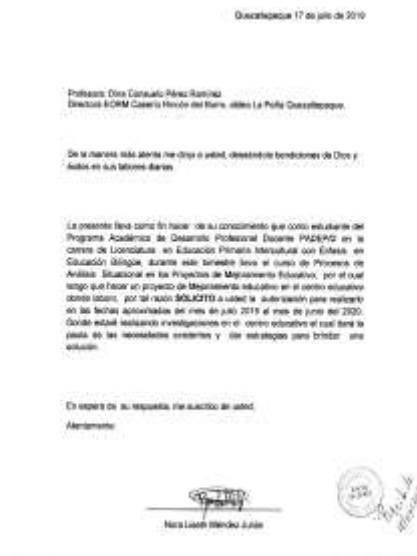 Quezaltepeque 17 de julio de 2019
Profesora: Dina Consuelo Pérez Ramírez
Directora EORM Caserío Rincón del Burro, aldea La Peña Quezaltepeque.
De la manera más atenta me dirijo a usted, deseándole bendiciones de Dios y
éxitos en sus labores diarias.
La presente lleva como fin hacer de su conocimiento que como estudiante del
Programa Académico de Desarrollo Profesional Docente PADEP/D en la
carrera de Licenciatura en Educación Primaria Intercultural con Énfasis en
Educación Bilingüe, durante este bimestre lleva el curso de Procesos de
Análisis Situacional en los Proyectos de Mejoramiento Educativo, por el cual
tengo que hacer un proyecto de Mejoramiento educativo en el centro educativo
donde laboro, por tal razón SOLICITO a usted la autorización para realizarlo
en las fechas aproximadas del mes de julio 2019 al mes de junio del 2020.
Donde estaré realizando investigaciones en el centro educativo el cual dará la
pauta de las necesidades existentes y dar estrategias para brindar una
solución.
En espera de su respuesta, me suscribo de usted.
Atentamente
Nora Liseth Méndez Julián